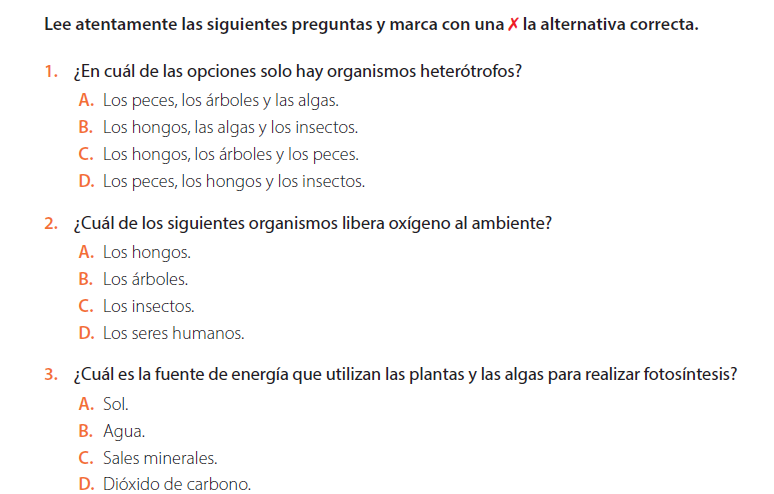 Lee atentamente las siguientes preguntas y marca con una ✗ la alternativa correcta.
1. ¿En cuál de las opciones solo hay organismos heterótrofos?
A. Los peces, los árboles y las algas.
B. Los hongos, las algas y los insectos.
C. Los hongos, los árboles y los peces.
D. Los peces, los hongos y los insectos.
2. ¿Cuál de los siguientes organismos libera oxígeno al ambiente?
A. Los hongos.
B. Los árboles.
C. Los insectos.
D. Los seres humanos.
3. ¿Cuál es la fuente de energía que utilizan las plantas y las algas para realizar fotosíntesis?
A. Sol.
B. Agua.
C. Sales minerales.
D. Dióxido de carbono.